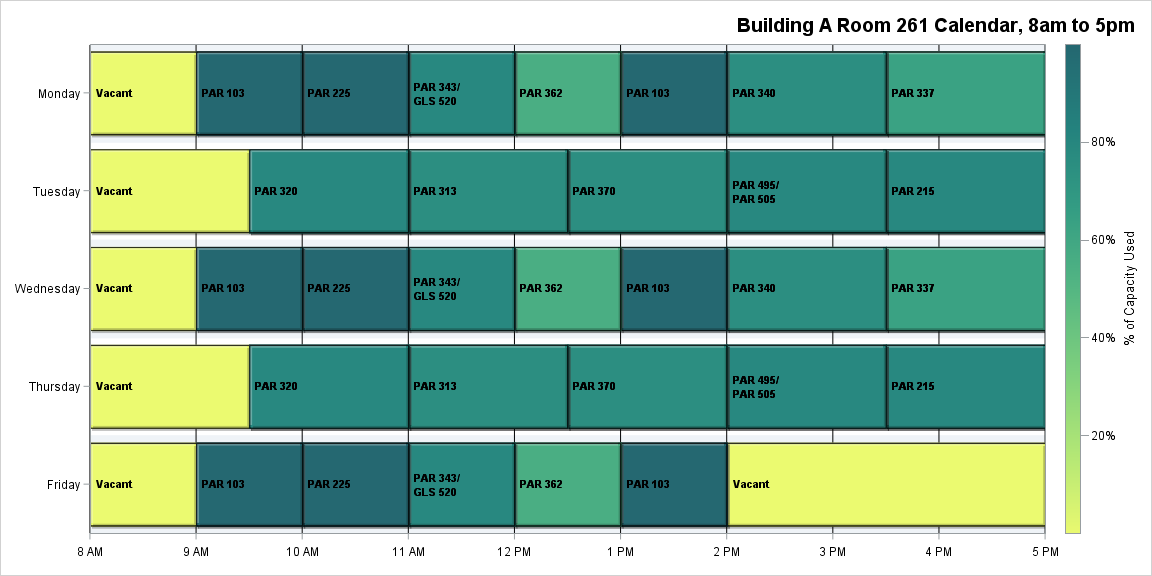 Building A Room 261 Calendar, 8am to 5pm
Monday
Vacant
PAR 103
PAR 225
PAR 343/
GLS 520
PAR 362
PAR 103
PAR 340
PAR 337
Tuesday
Vacant
PAR 320
PAR 313
PAR 370
PAR 495/
PAR 505
PAR 215
Wednesday
Vacant
PAR 103
PAR 225
PAR 343/
GLS 520
PAR 362
PAR 103
PAR 340
PAR 337
Thursday
Vacant
PAR 320
PAR 313
PAR 370
PAR 495/
PAR 505
PAR 215
Friday
Vacant
PAR 103
PAR 225
PAR 343/
GLS 520
PAR 362
PAR 103
Vacant
8 AM
9 AM
10 AM
11 AM
12 PM
1 PM
2 PM
3 PM
4 PM
5 PM
80%
60%
40%
20%
% of Capacity Used